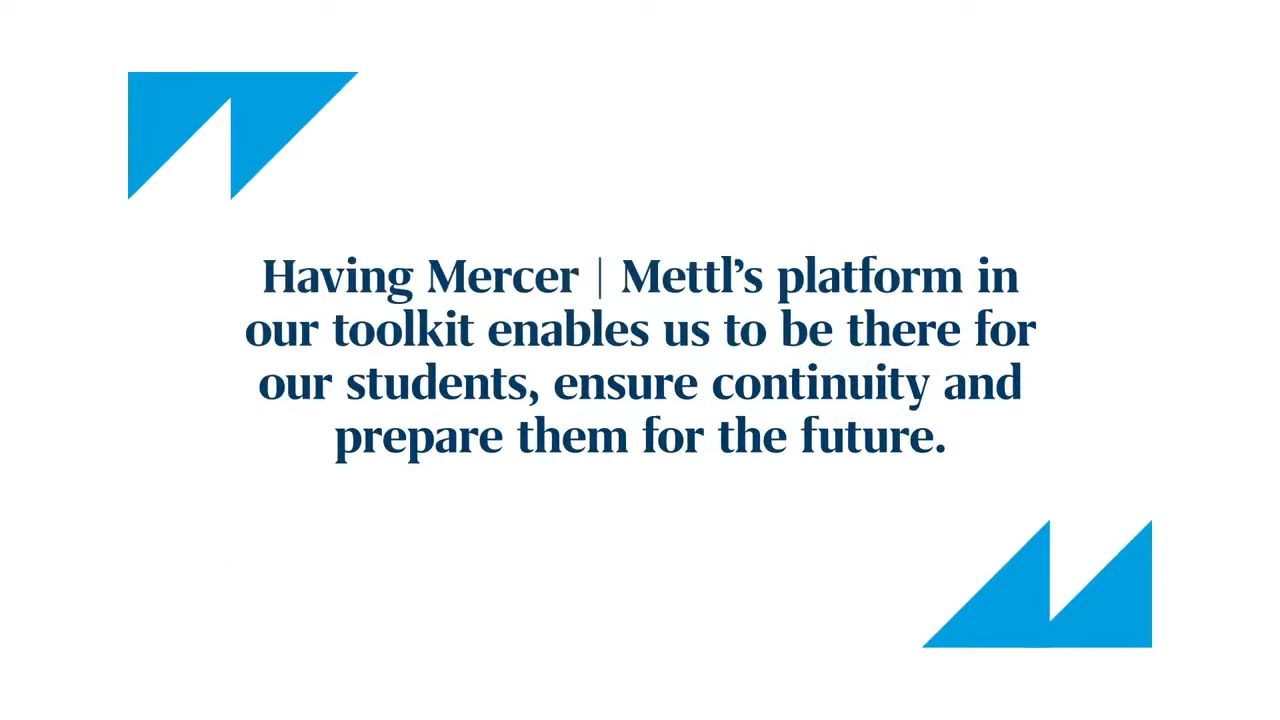 Having Mercer | Mettl’s platform in
our toolkit enables us to be there for
our students, ensure continuity and
prepare them for the future.